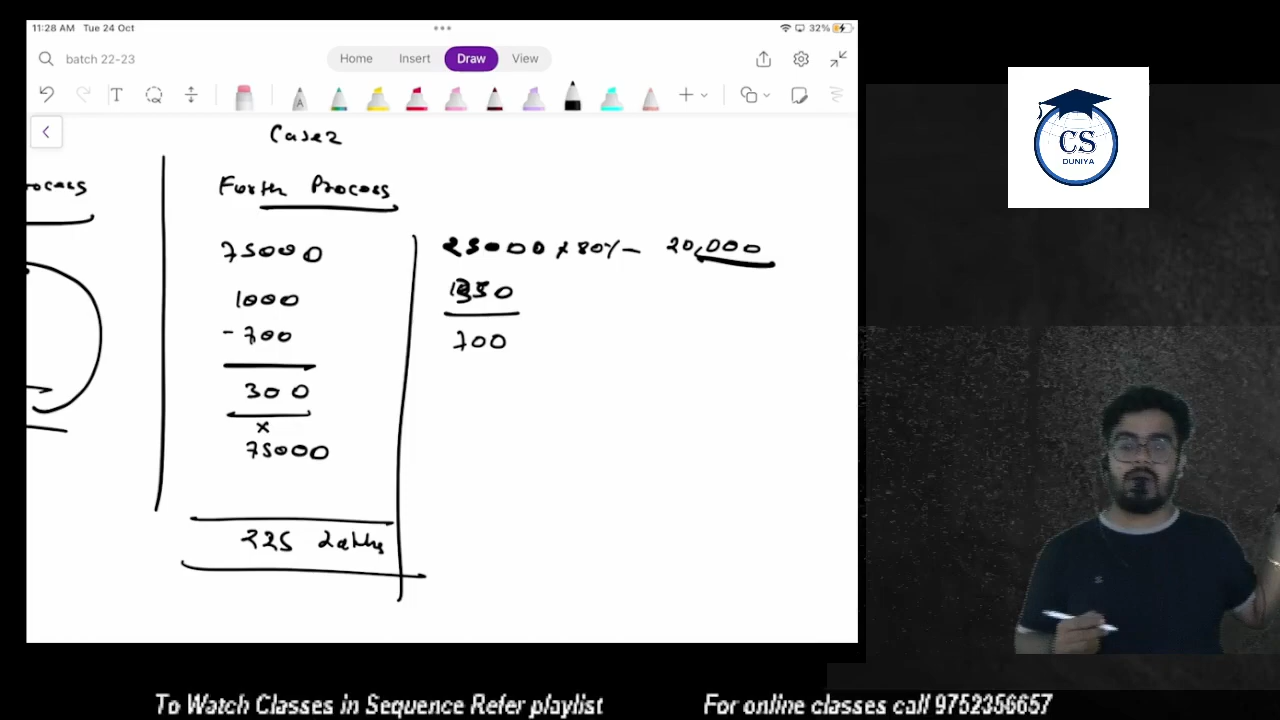 11:28 AM Tue 24 Oct
32%
batch 22-23
Home Insert Draw View
T
A
Case2
ocess
Furth Process
75000
1000
-700
300
x
75000
225 Lakhs
25000 x 80% - 20,000
700
CS
DUNIYA
To Watch Classes in Sequence Refer playlist
For online classes call 9752356657